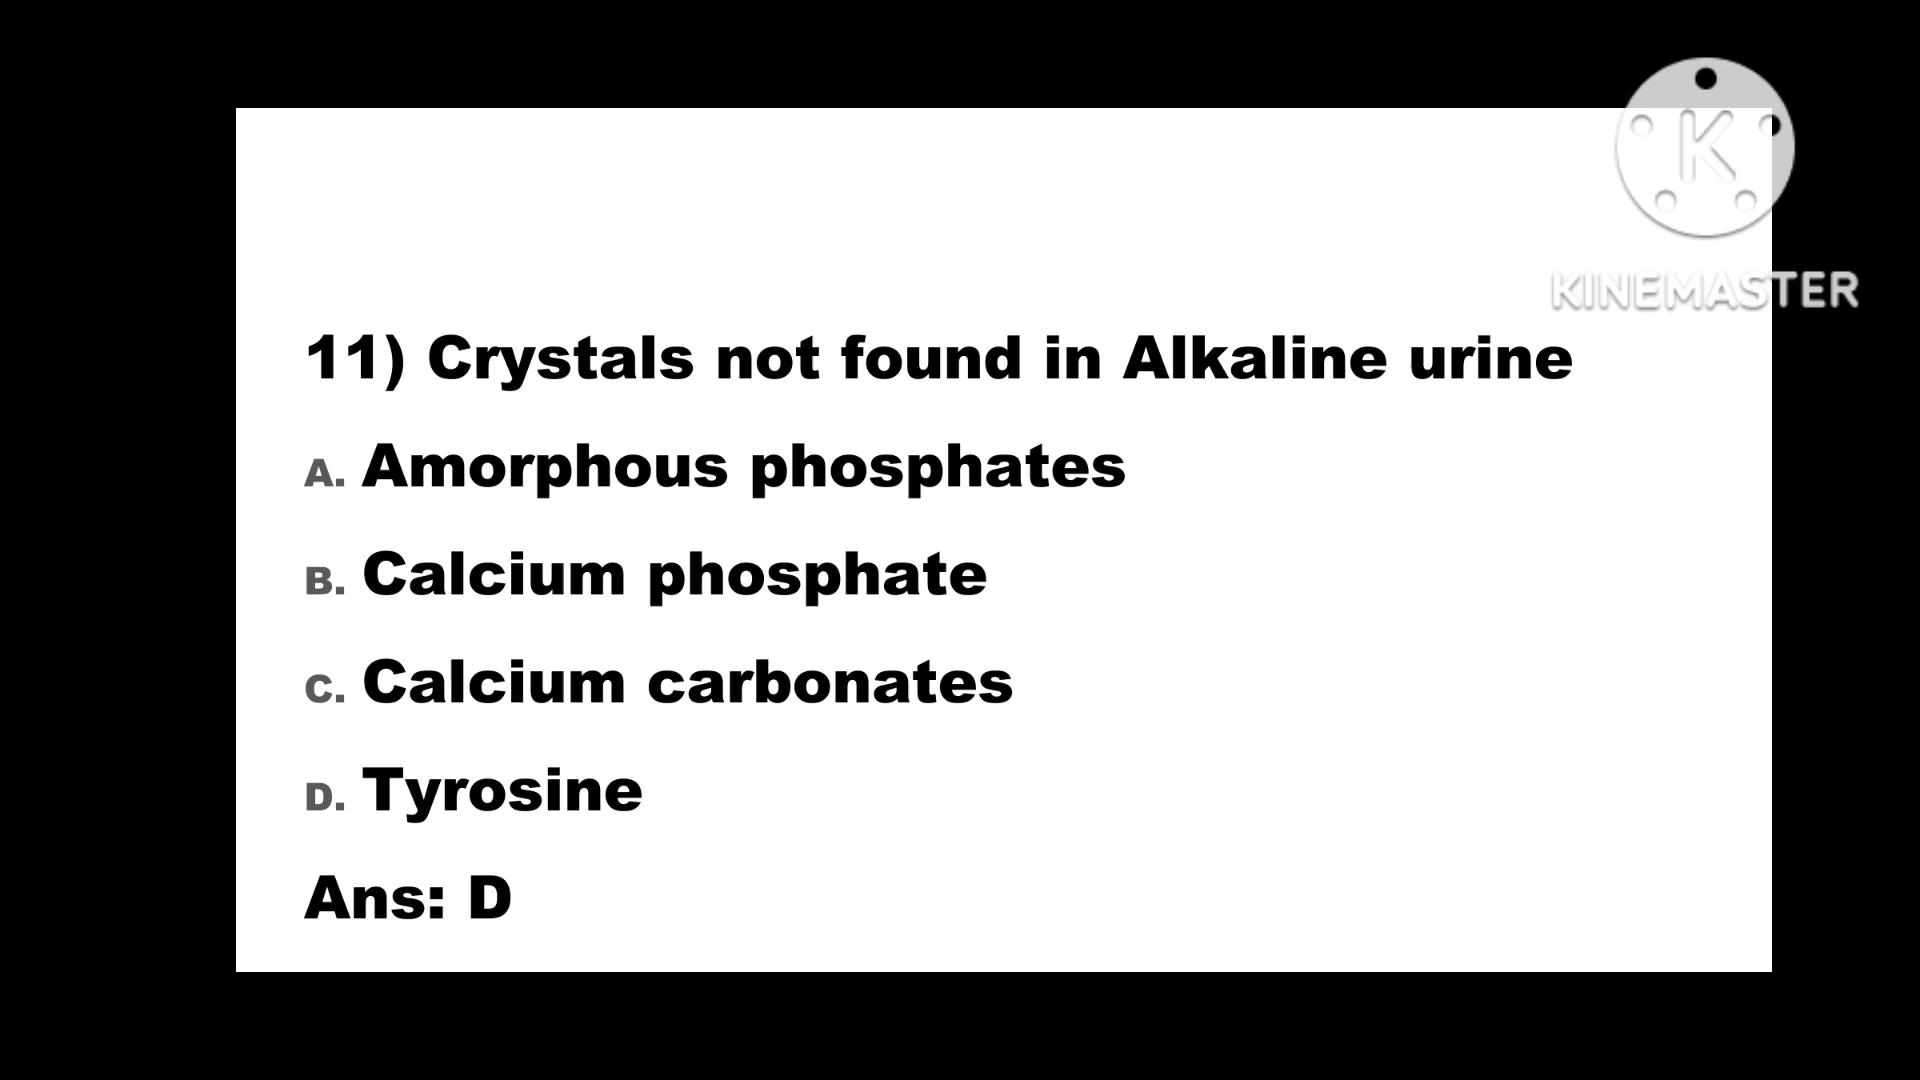 K
KINEMASTER
11) Crystals not found in Alkaline urine
A. Amorphous phosphates
B. Calcium phosphate
C. Calcium carbonates
D. Tyrosine
Ans: D